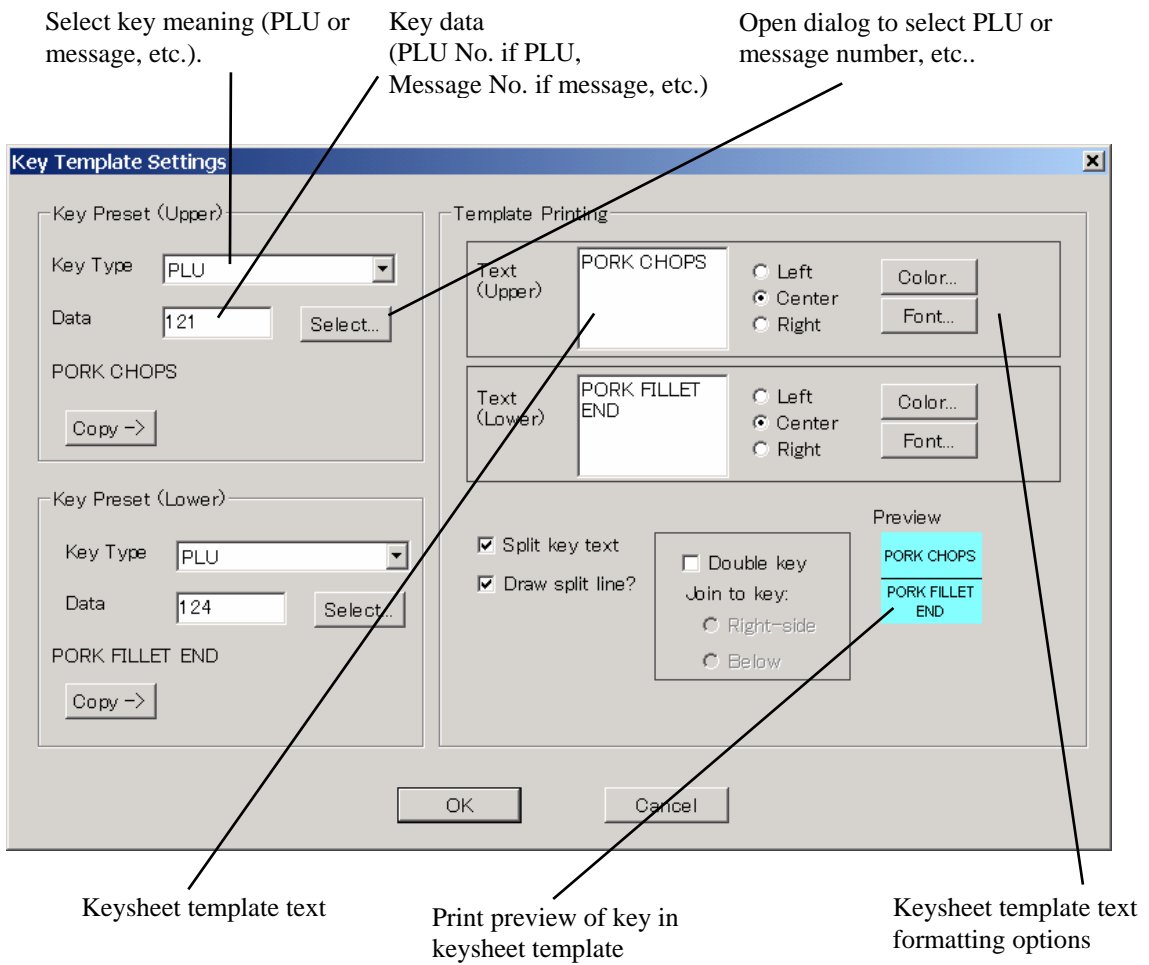 Select key meaning (PLU or
message, etc.).
Key data
(PLU No. if PLU,
Message No. if message, etc.)
Open dialog to select PLU or
message number, etc..
Key Template Settings
Key Preset (Upper)
Key Type
PLU
Data
121
Select...
PORK CHOPS
Copy ->
Key Preset (Lower)
Key Type
PLU
Data
124
Select...
PORK FILLET END
Copy ->
Template Printing
Text
(Upper)
PORK CHOPS
Left
Center
Right
Color...
Font...
Text
(Lower)
PORK FILLET
END
Left
Center
Right
Color...
Font...
Split key text
Draw split line?
Double key
Join to key:
Right-side
Below
Preview
PORK CHOPS
PORK FILLET
END
OK
Cancel
Keysheet template text
Print preview of key in
keysheet template
Keysheet template text
formatting options